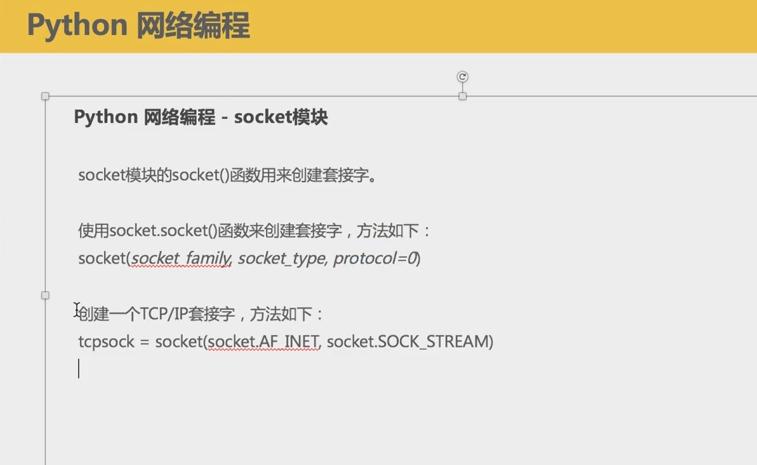 Python 网络编程
Python 网络编程 - socket模块
socket模块的socket()函数用来创建套接字。
使用socket.socket()函数来创建套接字，方法如下：
socket(socket_family, socket_type, protocol=0)
创建一个TCP/IP套接字，方法如下：
tcpsock = socket(socket.AF_INET, socket.SOCK_STREAM)